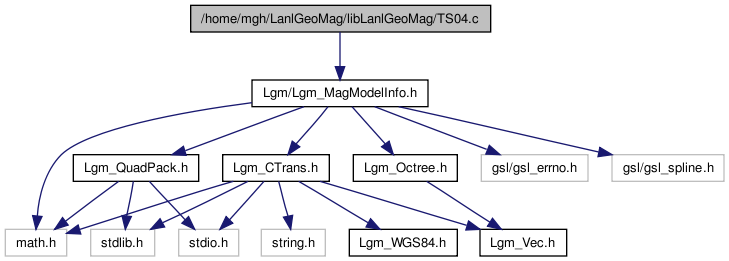 /home/mgh/LanlGeoMag/libLanlGeoMag/TS04.c
Lgm/Lgm_MagModelInfo.h
Lgm_QuadPack.h
Lgm_CTrans.h
Lgm_Octree.h
gsl/gsl_errno.h
gsl/gsl_spline.h
math.h
stdlib.h
stdio.h
string.h
Lgm_WGS84.h
Lgm_Vec.h